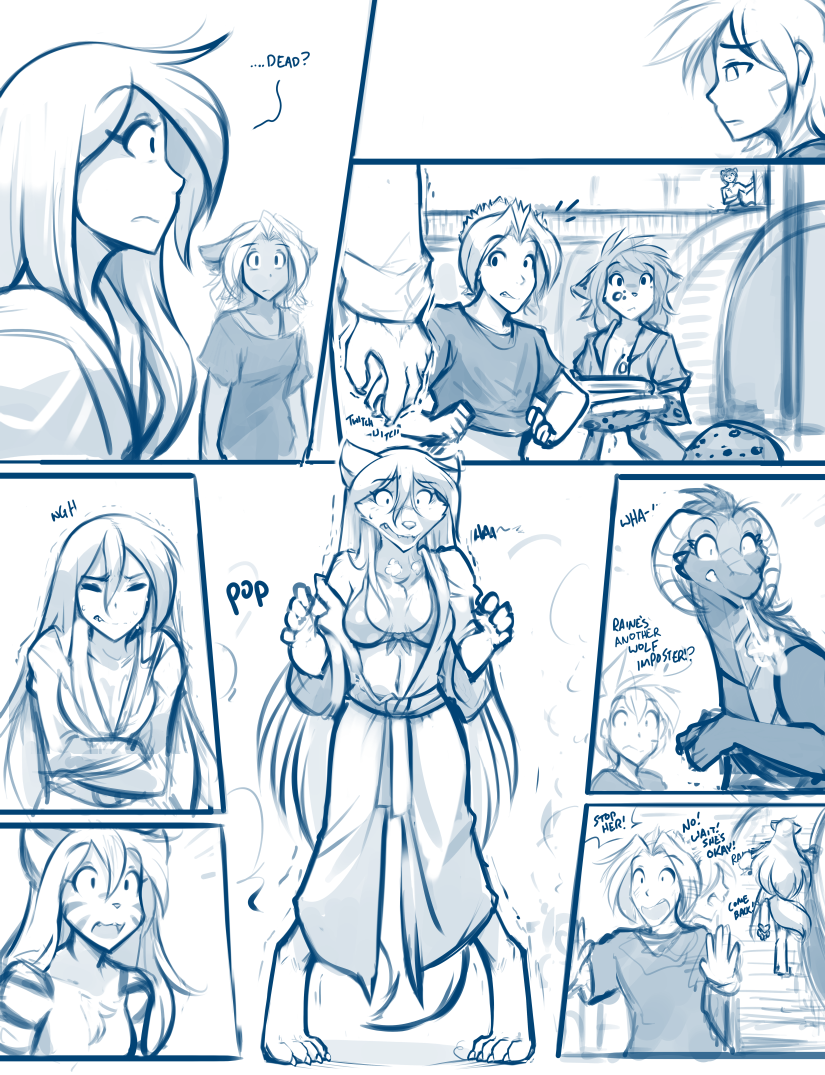 ....DEAD?
TWITCH
NGH
POP
HAA~
WHA-
RAINE'S
ANOTHER
WOLF
IMPOSTER!?
STOP
HER!
NO!
WAIT!
SHE'S
OKAY!
COME
BACK!